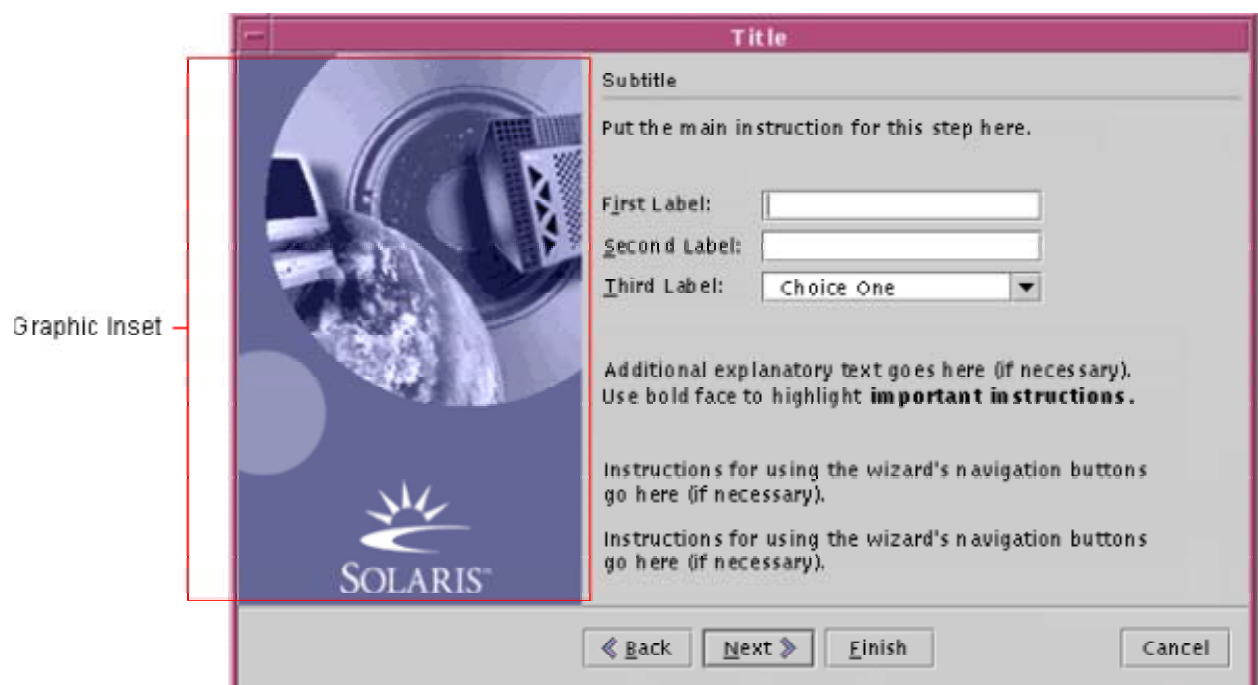 Title
Subtitle
Put the main instruction for this step here.
First Label:
Second Label:
Third Label: Choice One
Graphic Inset
Additional explanatory text goes here (if necessary).
Use bold face to highlight important instructions.
Instructions for using the wizard's navigation buttons
go here (if necessary).
Instructions for using the wizard's navigation buttons
go here (if necessary).
SOLARIS™
Back Next Finish Cancel